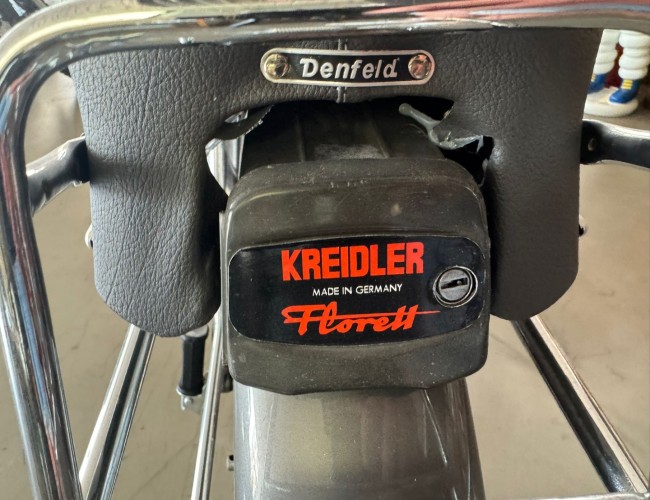 Denfeld
KREIDLER
MADE IN GERMANY
Florett